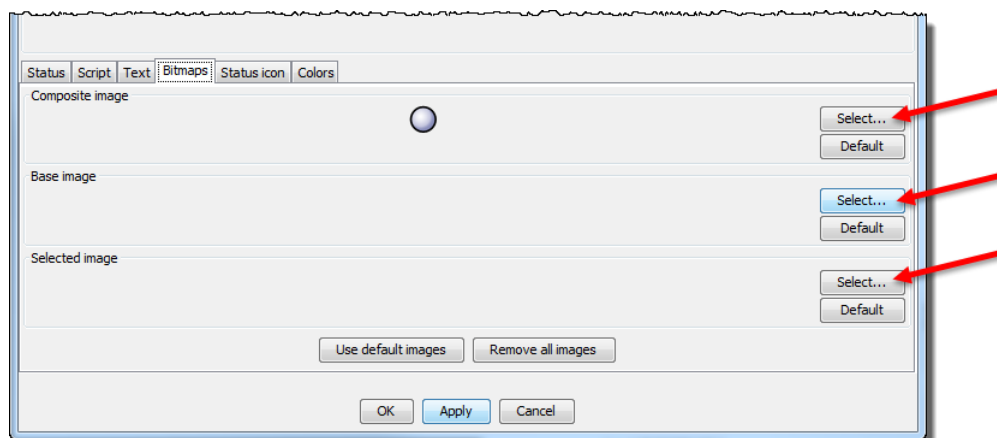 Status Script Text Bitmaps Status icon Colors
Composite image
Select...
Default
Base image
Select...
Default
Selected image
Select...
Default
Use default images Remove all images
OK Apply Cancel